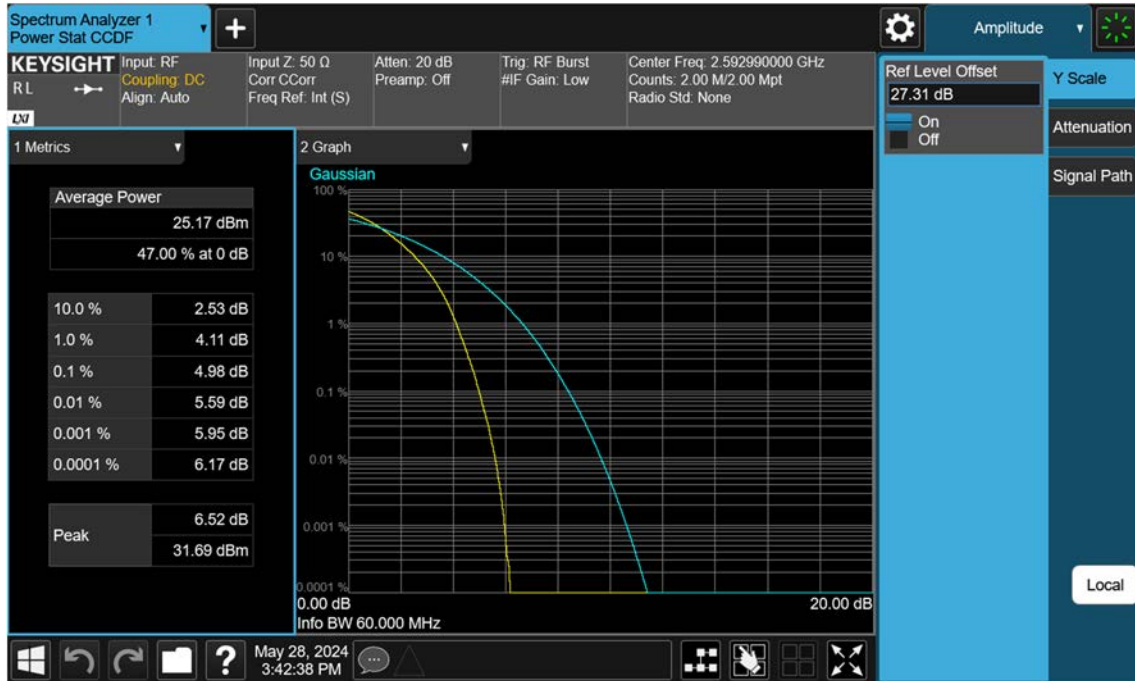 Spectrum Analyzer 1
Power Stat CCDF
Amplitude
KEYSIGHT
R L
LXI
Input: RF
Coupling: DC
Align: Auto
Input Z: 50 Ω
Corr CCorr
Freq Ref: Int (S)
Atten: 20 dB
Preamp: Off
Trig: RF Burst
#IF Gain: Low
Center Freq: 2.592990000 GHz
Counts: 2.00 M/2.00 Mpt
Radio Std: None
Ref Level Offset
27.31 dB
On
Off
Y Scale
Attenuation
Signal Path
1 Metrics
Average Power
25.17 dBm
47.00 % at 0 dB
10.0 % 2.53 dB
1.0 % 4.11 dB
0.1 % 4.98 dB
0.01 % 5.59 dB
0.001 % 5.95 dB
0.0001 % 6.17 dB
Peak
6.52 dB
31.69 dBm
2 Graph
Gaussian
100 %
10 %
1 %
0.1 %
0.01 %
0.001 %
0.0001 %
0.00 dB 20.00 dB
Info BW 60.000 MHz
Local
?
May 28, 2024
3:42:38 PM